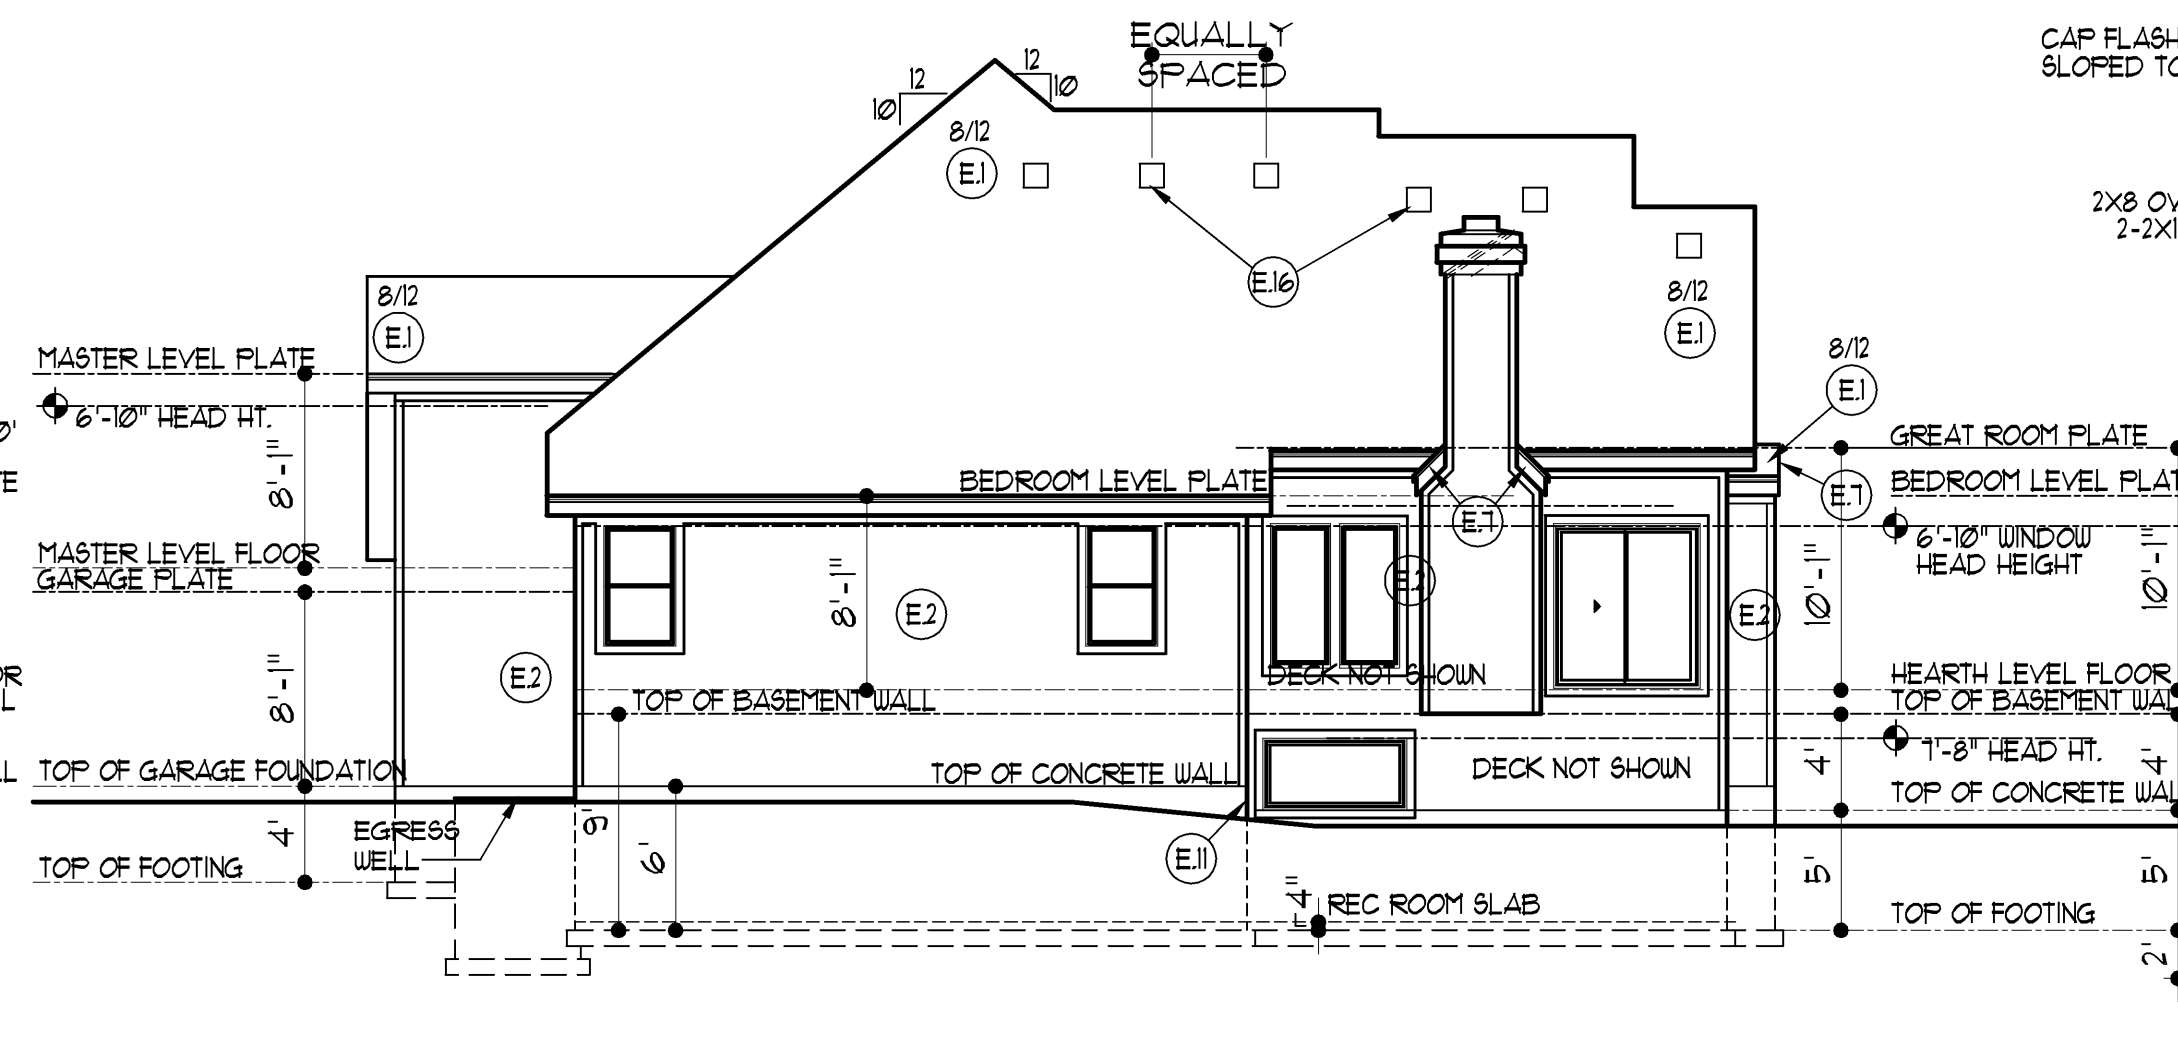 EQUALLY
SPACED
CAP FLASH
SLOPED TO
12
10
12
10
8/12
E.1
2X8 OV
2-2X1
E.16
8/12
E.1
8/12
E.1
8/12
E.1
MASTER LEVEL PLATE
6'-10" HEAD HT.
8'-1"
GREAT ROOM PLATE
BEDROOM LEVEL PLATE
BEDROOM LEVEL PLAT
E.7
E.7
6'-10" WINDOW
HEAD HEIGHT
MASTER LEVEL FLOOR
GARAGE PLATE
8'-1"
E.2
E.2
E.2
E.2
10'-1"
10'-1"
8'-1"
DECK NOT SHOWN
HEARTH LEVEL FLOOR
TOP OF BASEMENT WALL
TOP OF BASEMENT WAL
7'-8" HEAD HT.
TOP OF GARAGE FOUNDATION
TOP OF CONCRETE WALL
DECK NOT SHOWN
4'
4'
TOP OF CONCRETE WAL
EGRESS
WELL
4'
9'
6'
E.11
TOP OF FOOTING
5'
5'
4"
REC ROOM SLAB
TOP OF FOOTING
2'